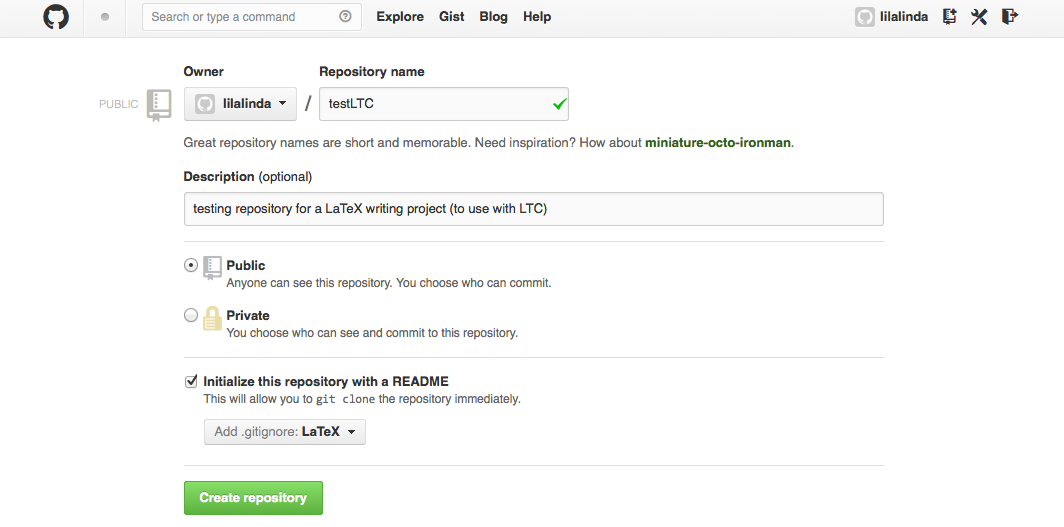 Search or type a command Explore Gist Blog Help lilalinda
Owner Repository name
PUBLIC lilalinda / testLTC
Great repository names are short and memorable. Need inspiration? How about miniature-octo-ironman.
Description (optional)
testing repository for a LaTeX writing project (to use with LTC)
Public
Anyone can see this repository. You choose who can commit.
Private
You choose who can see and commit to this repository.
Initialize this repository with a README
This will allow you to git clone the repository immediately.
Add .gitignore: LaTeX
Create repository